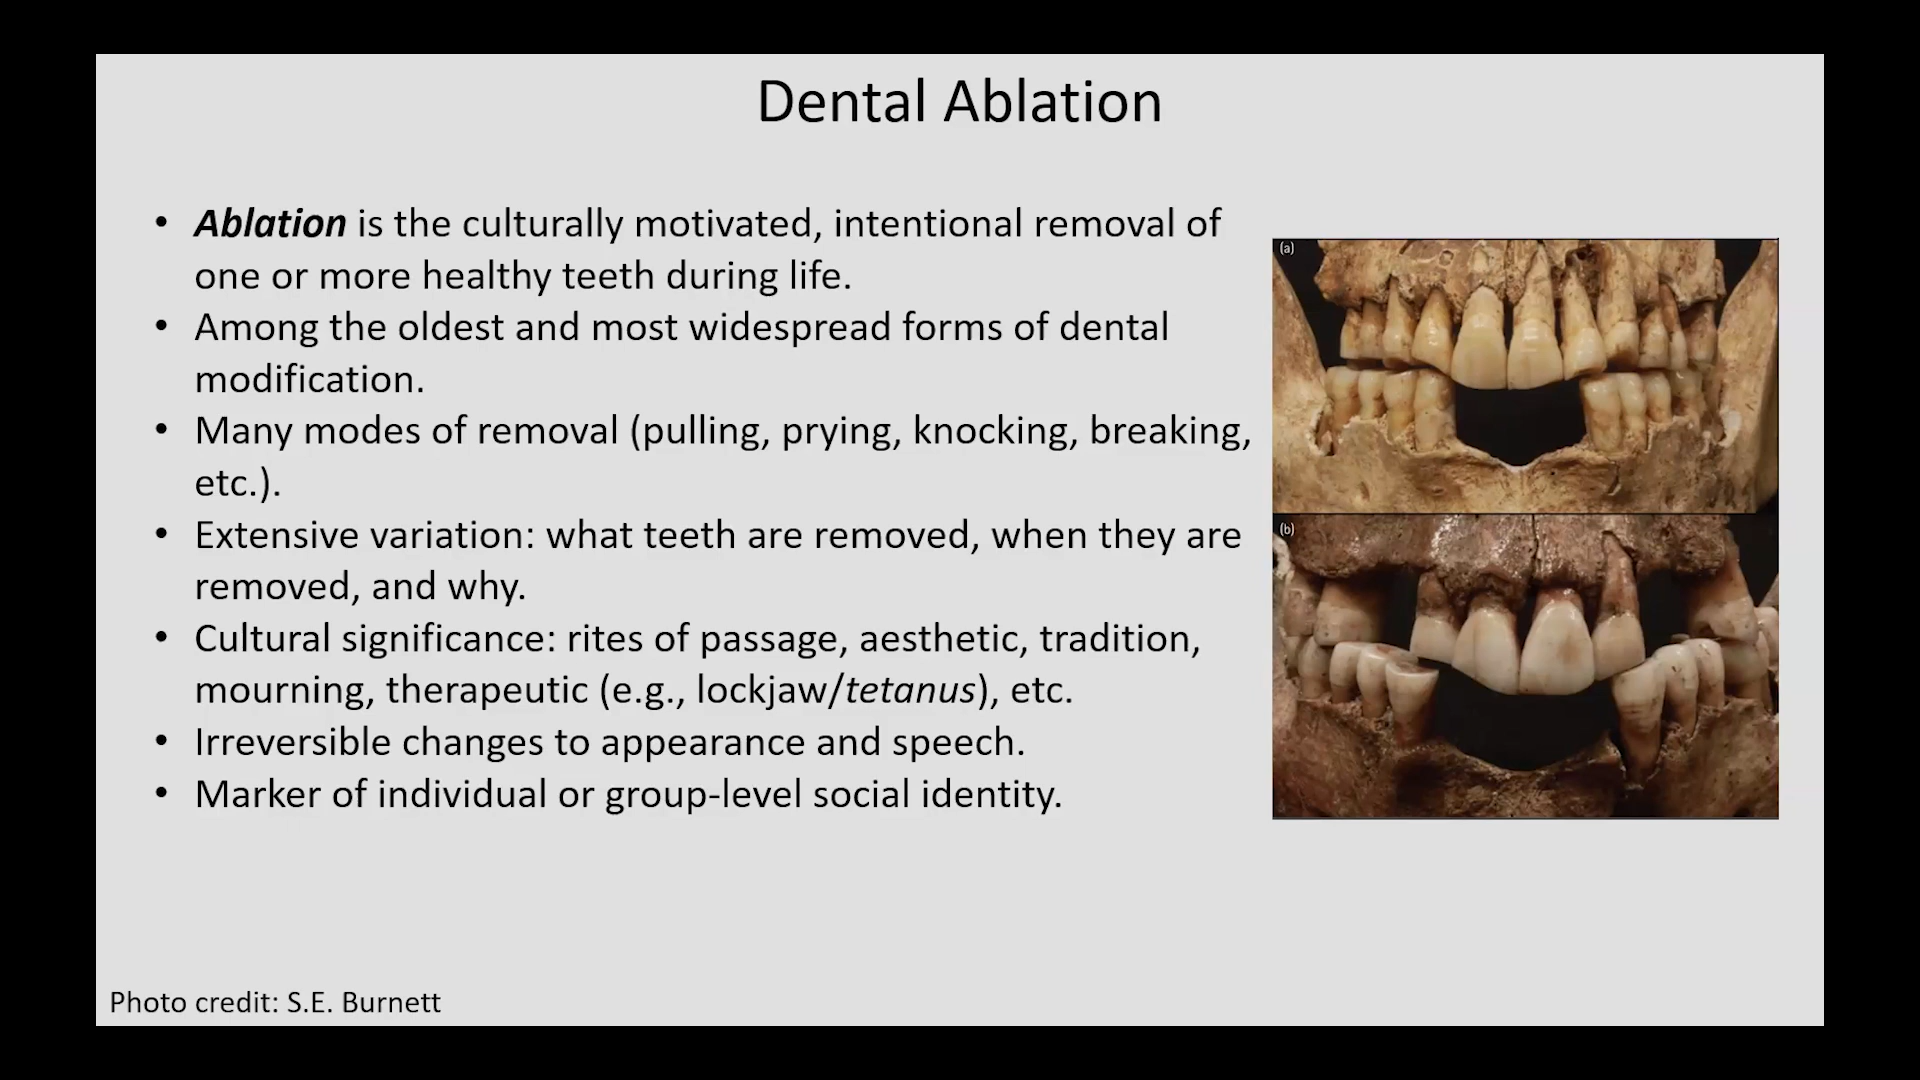 Dental Ablation
• Ablation is the culturally motivated, intentional removal of
one or more healthy teeth during life.
• Among the oldest and most widespread forms of dental
modification.
• Many modes of removal (pulling, prying, knocking, breaking,
etc.).
• Extensive variation: what teeth are removed, when they are
removed, and why.
• Cultural significance: rites of passage, aesthetic, tradition,
mourning, therapeutic (e.g., lockjaw/tetanus), etc.
• Irreversible changes to appearance and speech.
• Marker of individual or group-level social identity.
(a)
(b)
Photo credit: S.E. Burnett